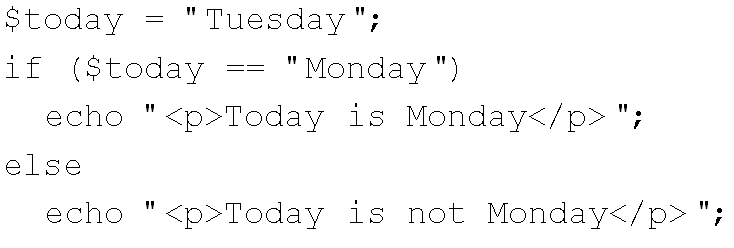 $today = "Tuesday";
if ($today == "Monday")
  echo "<p>Today is Monday</p>";
else
  echo "<p>Today is not Monday</p>";